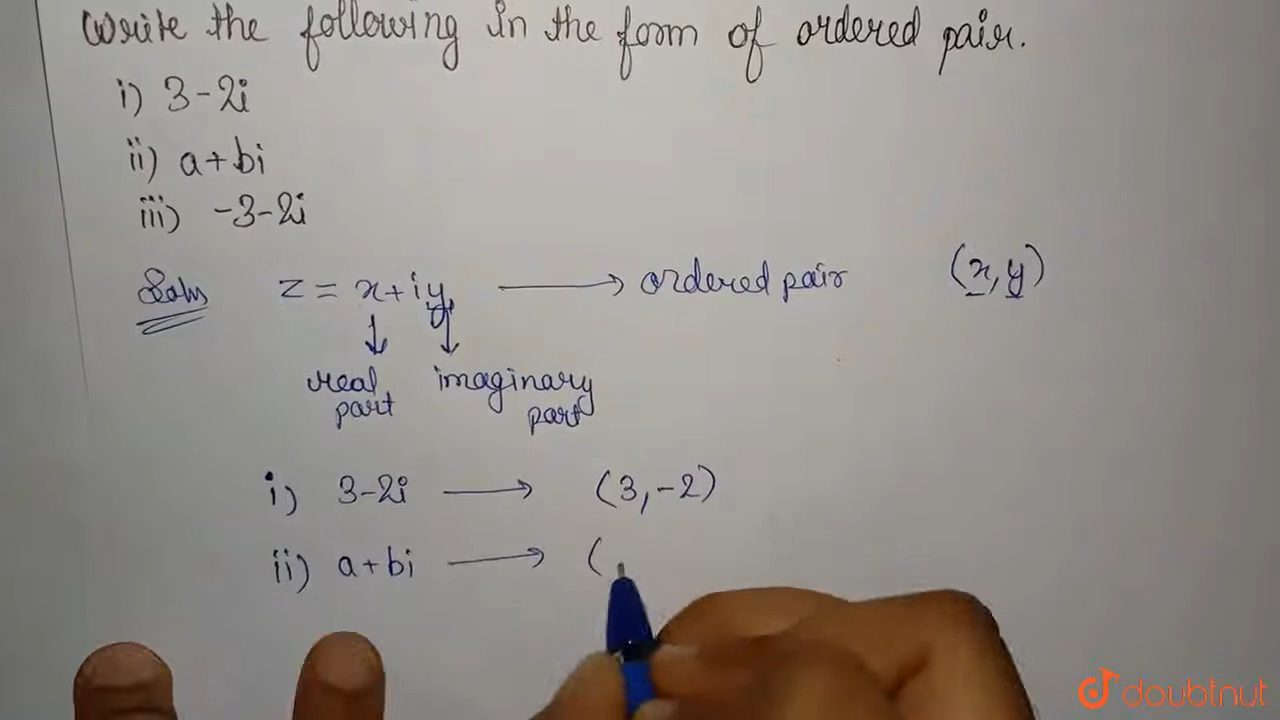 Write the following in the form of ordered pair.
i) 3-2i
ii) a+bi
iii) -3-2i
Soln z = x+iy → ordered pair (x,y)
↓ ↓
real imaginary
part part
i) 3-2i → (3,-2)
ii) a+bi → (
doubtnut